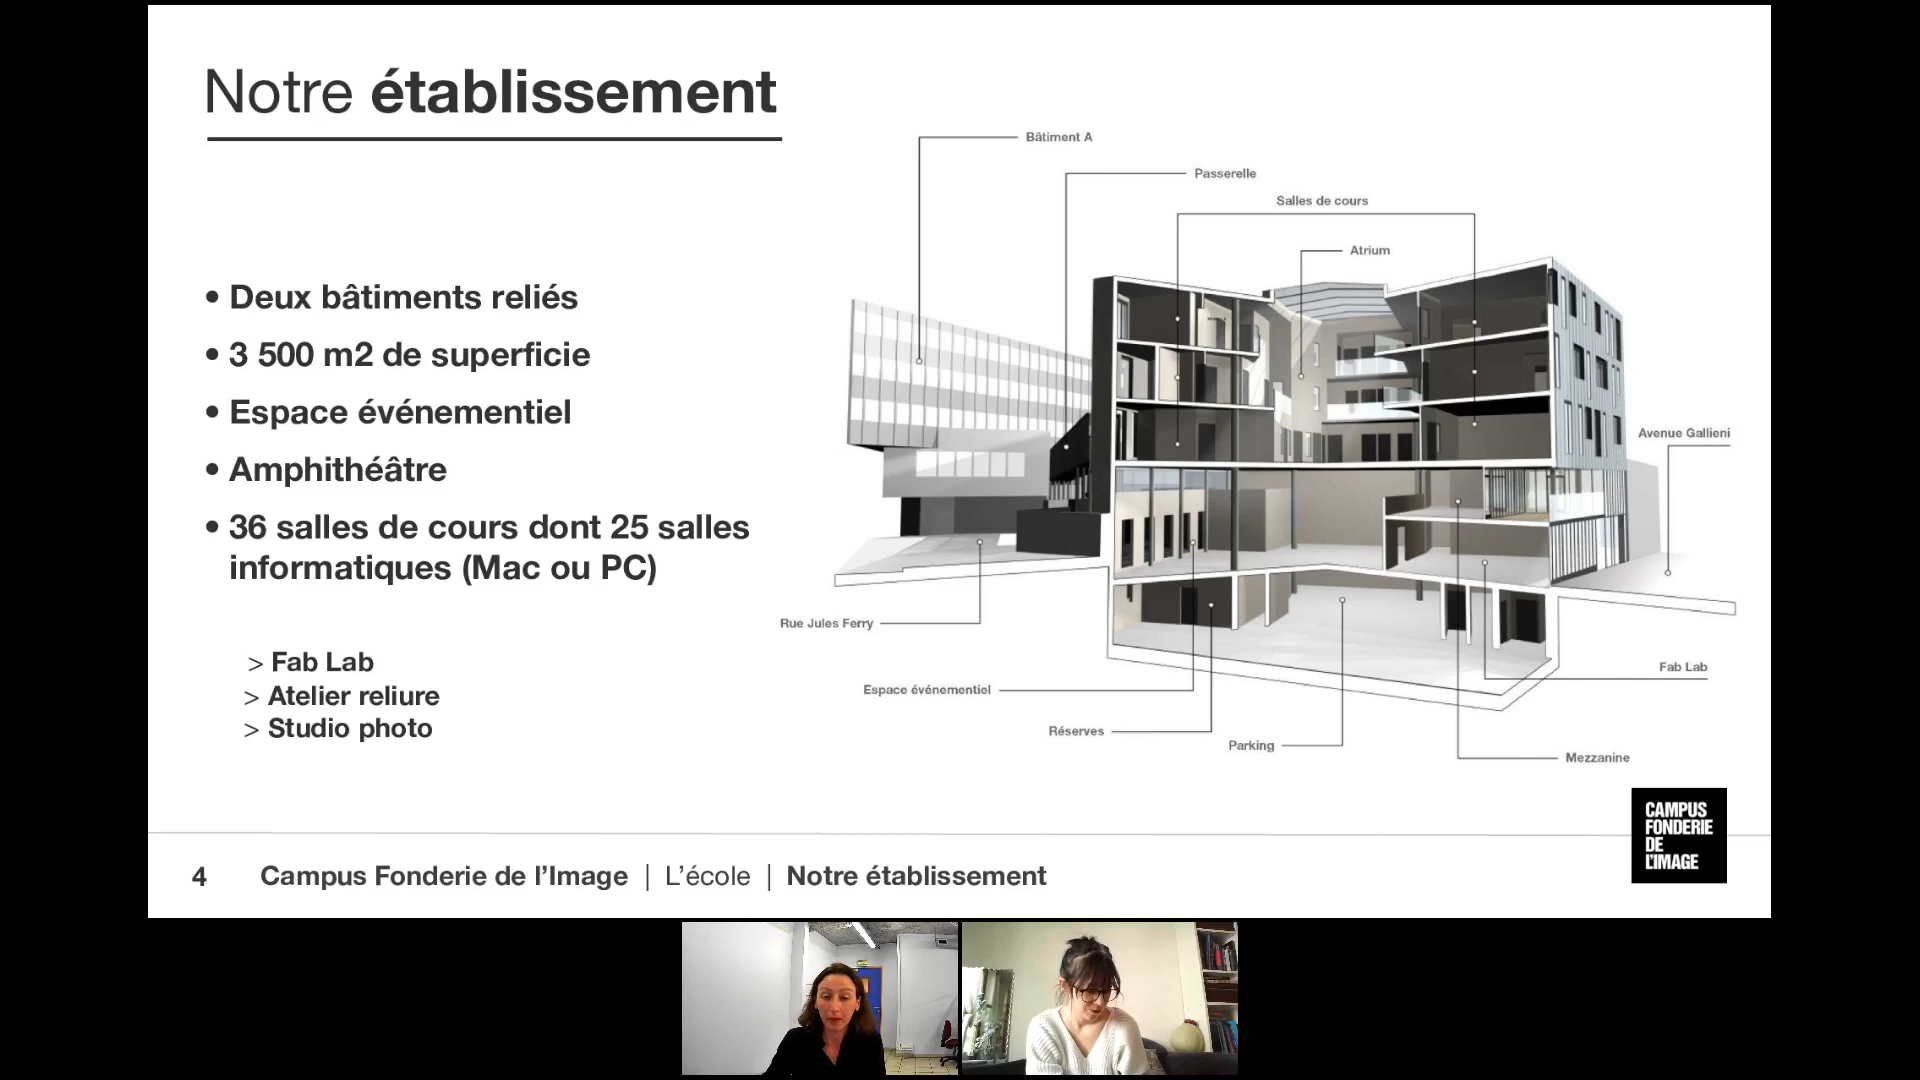 Notre établissement
• Deux bâtiments reliés
• 3 500 m2 de superficie
• Espace événementiel
• Amphithéâtre
• 36 salles de cours dont 25 salles
informatiques (Mac ou PC)
> Fab Lab
> Atelier reliure
> Studio photo
Bâtiment A
Passerelle
Salles de cours
Atrium
Avenue Gallieni
Rue Jules Ferry
Fab Lab
Espace événementiel
Réserves
Parking
Mezzanine
CAMPUS
FONDERIE
DE
L'IMAGE
4 Campus Fonderie de l’Image | L’école | Notre établissement